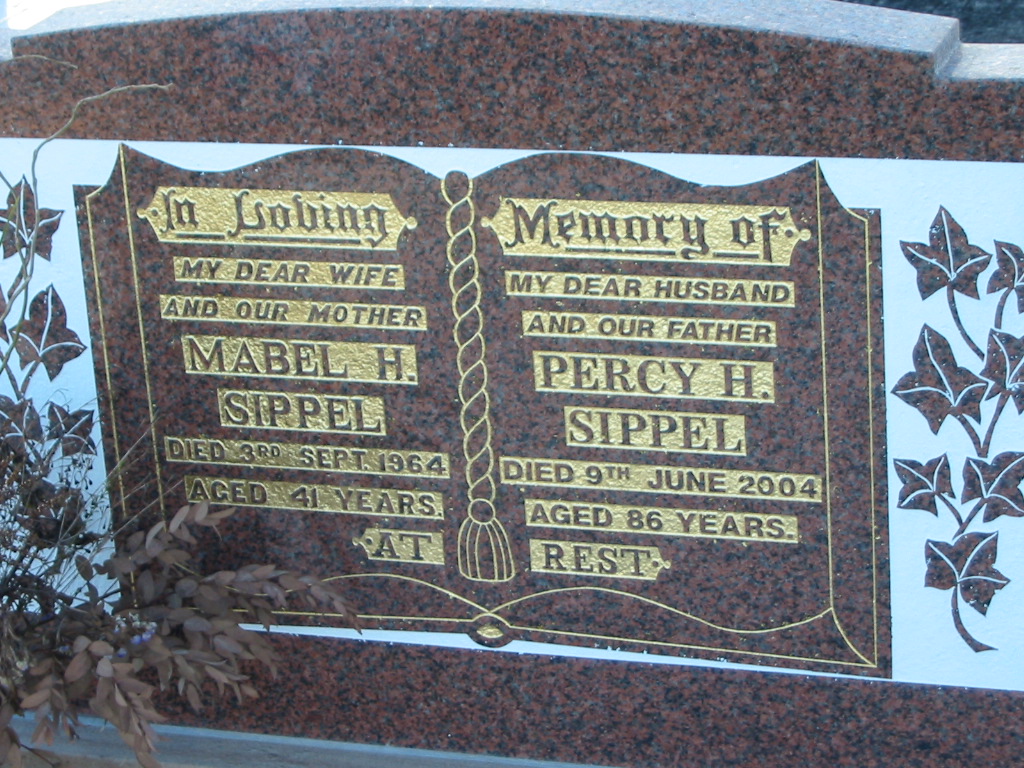 In Loving
MY DEAR WIFE
AND OUR MOTHER
MABEL H.
SIPPEL
DIED 3RD SEPT. 1964
AGED 41 YEARS.
AT
Memory of
MY DEAR HUSBAND
AND OUR FATHER
PERCY H.
SIPPEL
DIED 9TH JUNE 2004
AGED 86 YEARS.
REST